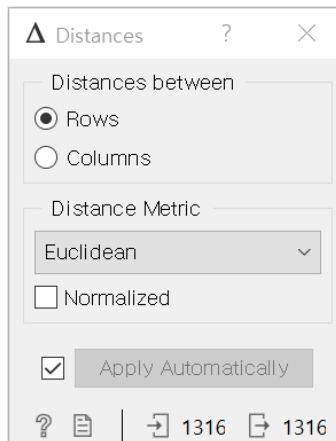 Δ Distances ?
Distances between
Rows
Columns
Distance Metric
Euclidean
Normalized
Apply Automatically
? 1316 1316